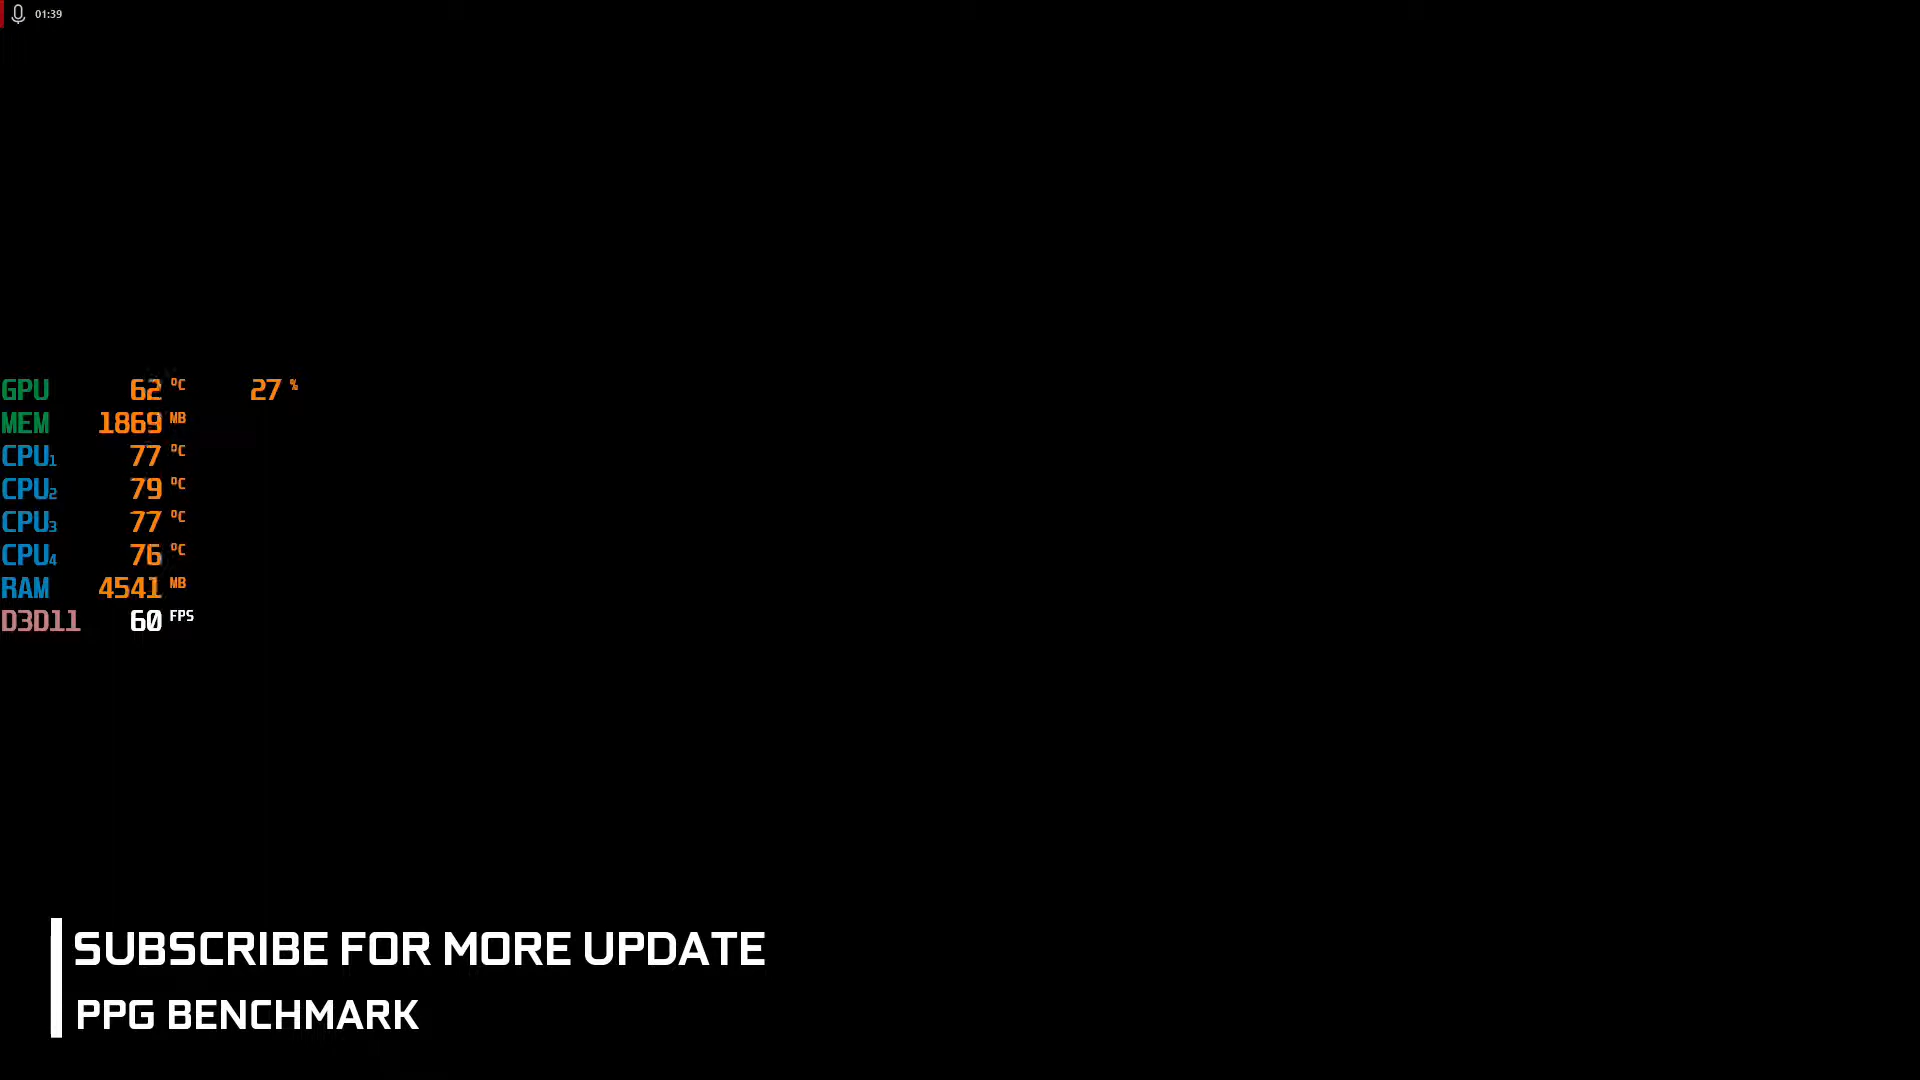 01:39
GPU 62 °C 27 %
MEM 1869 MB
CPU1 77 °C
CPU2 79 °C
CPU3 77 °C
CPU4 76 °C
RAM 4541 MB
D3D11 60 FPS
SUBSCRIBE FOR MORE UPDATE
PPG BENCHMARK